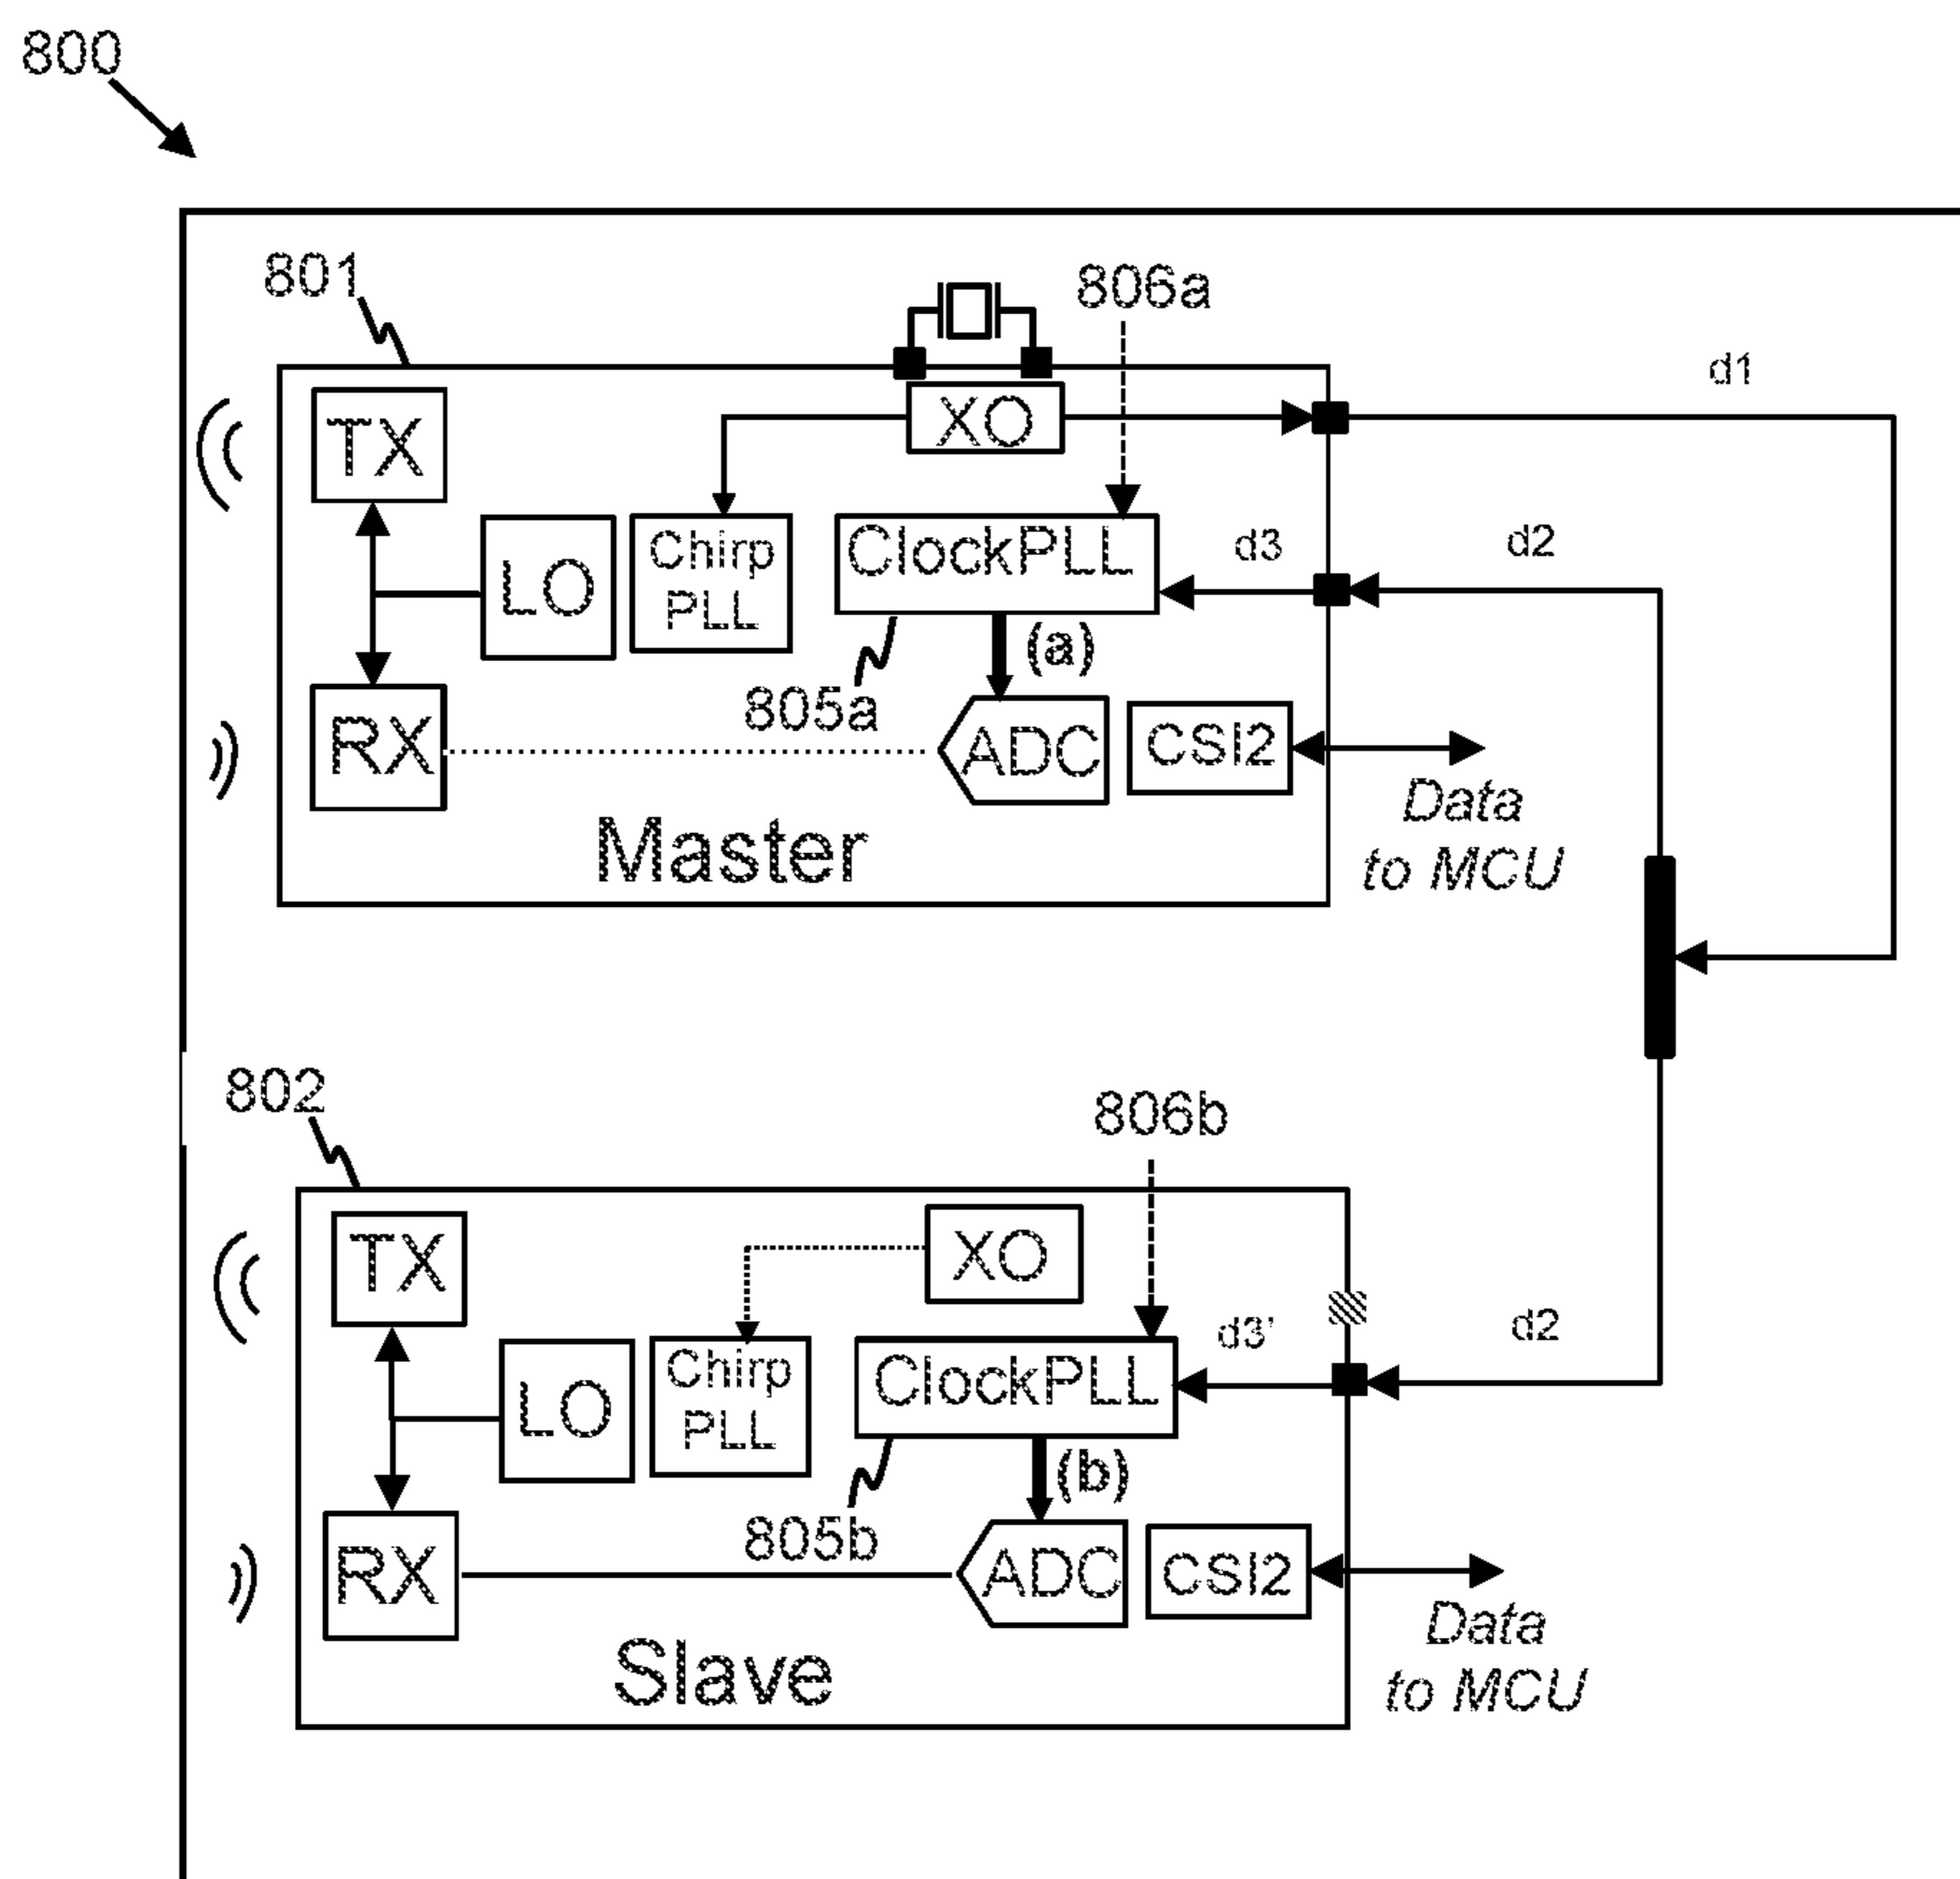 800
801
806a
d1
TX
XO
LO
Chirp
PLL
ClockPLL
d3
d2
(a)
805a
RX
ADC
CSI2
Data
to MCU
Master
802
806b
TX
XO
LO
Chirp
PLL
ClockPLL
d3'
d2
(b)
805b
RX
ADC
CSI2
Data
to MCU
Slave